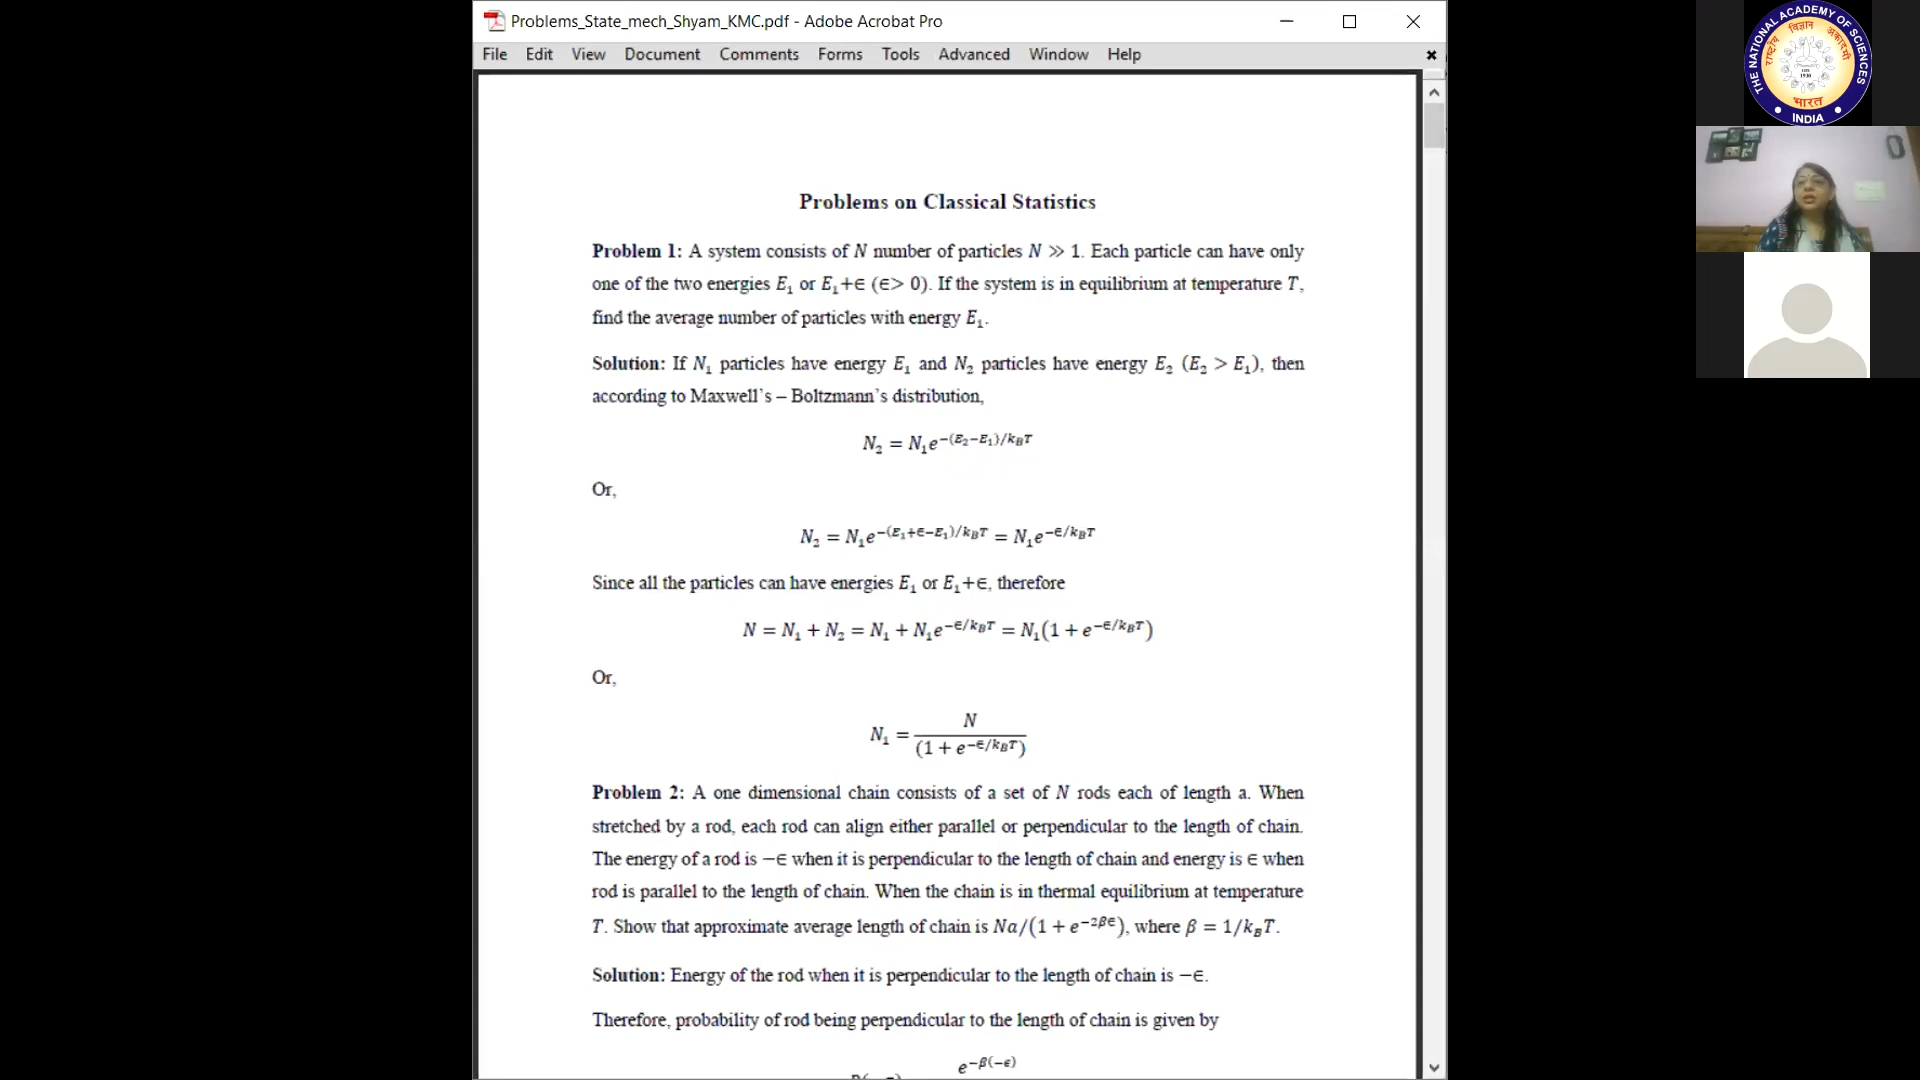 Problems_State_mech_Shyam_KMC.pdf - Adobe Acrobat Pro
File Edit View Document Comments Forms Tools Advanced Window Help
Problems on Classical Statistics
Problem 1: A system consists of N number of particles N ≫ 1. Each particle can have only
one of the two energies E₁ or E₁+∈ (∈> 0). If the system is in equilibrium at temperature T,
find the average number of particles with energy E₁.
Solution: If N₁ particles have energy E₁ and N₂ particles have energy E₂ (E₂ > E₁), then
according to Maxwell's – Boltzmann's distribution,
N₂ = N₁e^{−(E₂−E₁)/k_BT}
Or,
N₂ = N₁e^{−(E₁+∈−E₁)/k_BT} = N₁e^{−∈/k_BT}
Since all the particles can have energies E₁ or E₁+∈, therefore
N = N₁ + N₂ = N₁ + N₁e^{−∈/k_BT} = N₁(1 + e^{−∈/k_BT})
Or,
N₁ = N / (1 + e^{−∈/k_BT})
Problem 2: A one dimensional chain consists of a set of N rods each of length a. When
stretched by a rod, each rod can align either parallel or perpendicular to the length of chain.
The energy of a rod is −∈ when it is perpendicular to the length of chain and energy is ∈ when
rod is parallel to the length of chain. When the chain is in thermal equilibrium at temperature
T. Show that approximate average length of chain is Na/(1 + e^{−2β∈}), where β = 1/k_BT.
Solution: Energy of the rod when it is perpendicular to the length of chain is −∈.
Therefore, probability of rod being perpendicular to the length of chain is given by
e^{−β(−∈)}
THE NATIONAL ACADEMY OF SCIENCES
राष्ट्रीय विज्ञान अकादमी
1930
भारत
INDIA